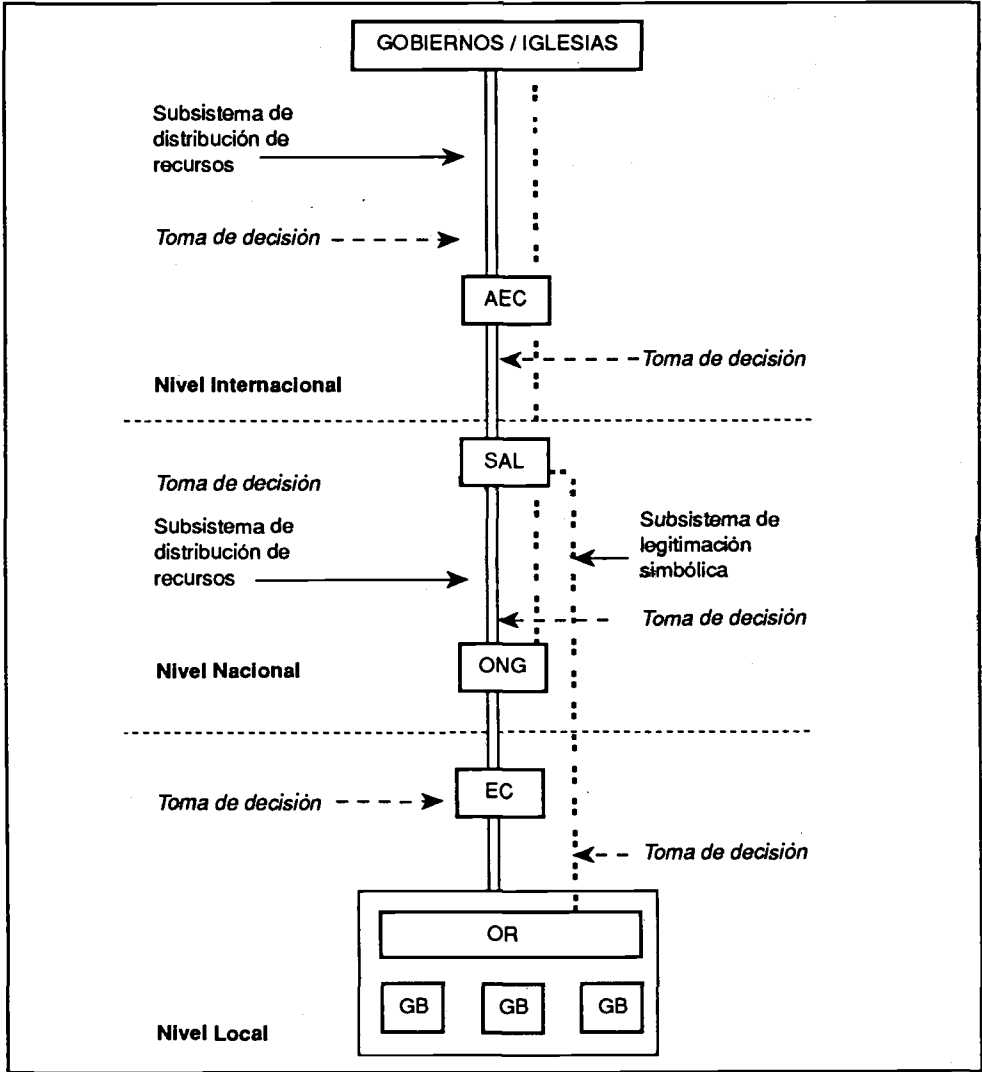 GOBIERNOS / IGLESIAS
Subsistema de
distribución de
recursos
Toma de decisión
AEC
Toma de decisión
Nivel Internacional
SAL
Toma de decisión
Subsistema de
distribución de
recursos
Subsistema de
legitimación
simbólica
Toma de decisión
ONG
Nivel Nacional
EC
Toma de decisión
Toma de decisión
OR
GB
GB
GB
Nivel Local